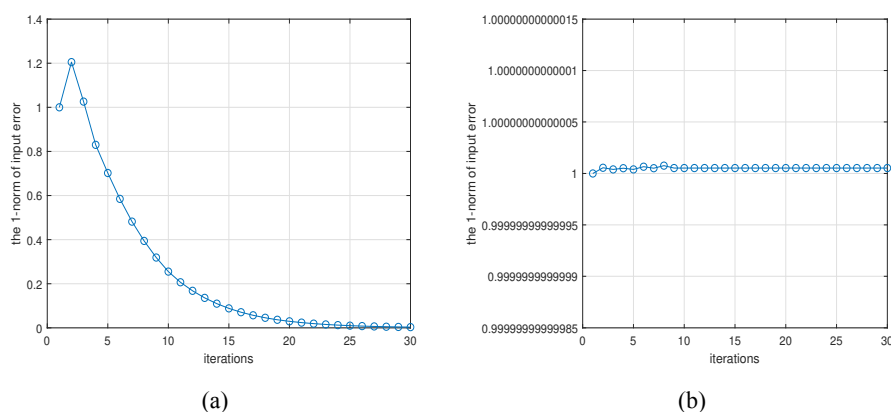 1.4
1.2
1
0.8
0.6
0.4
0.2
0
the 1-norm of input error
0 5 10 15 20 25 30
iterations
(a)
1.00000000000015
1.0000000000001
1.00000000000005
1
0.99999999999995
0.9999999999999
0.99999999999985
the 1-norm of input error
0 5 10 15 20 25 30
iterations
(b)